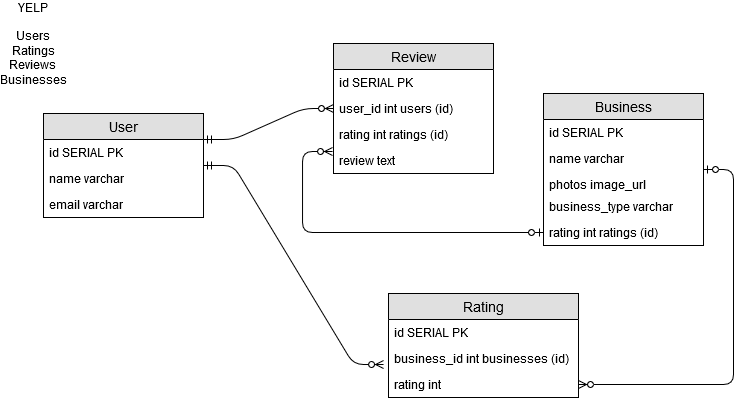 YELP
Users
Ratings
Reviews
Businesses
User
id SERIAL PK
name varchar
email varchar
Review
id SERIAL PK
user_id int users (id)
rating int ratings (id)
review text
Business
id SERIAL PK
name varchar
photos image_url
business_type varchar
rating int ratings (id)
Rating
id SERIAL PK
business_id int businesses (id)
rating int